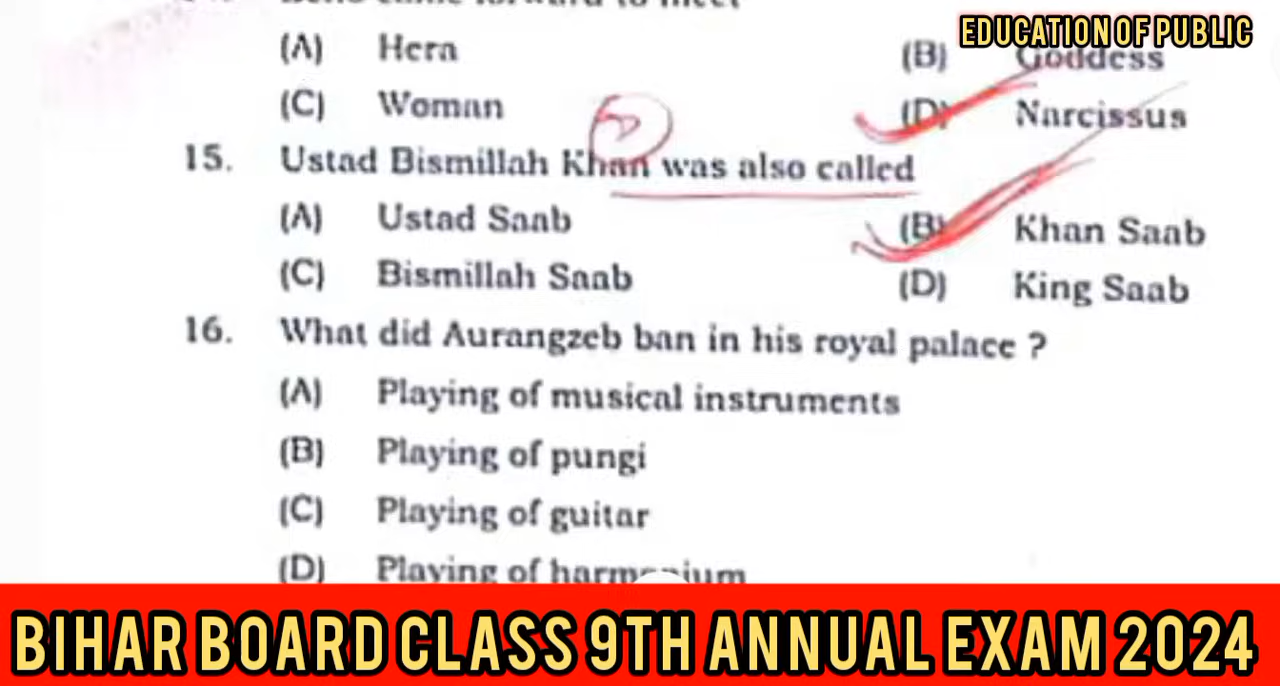 EDUCATION OF PUBLIC
(A) Hera (B) Goddess
(C) Woman (D) Narcissus
15. Ustad Bismillah Khan was also called
(A) Ustad Saab (B) Khan Saab
(C) Bismillah Saab (D) King Saab
16. What did Aurangzeb ban in his royal palace ?
(A) Playing of musical instruments
(B) Playing of pungi
(C) Playing of guitar
(D) Playing of harmonium
BIHAR BOARD CLASS 9TH ANNUAL EXAM 2024